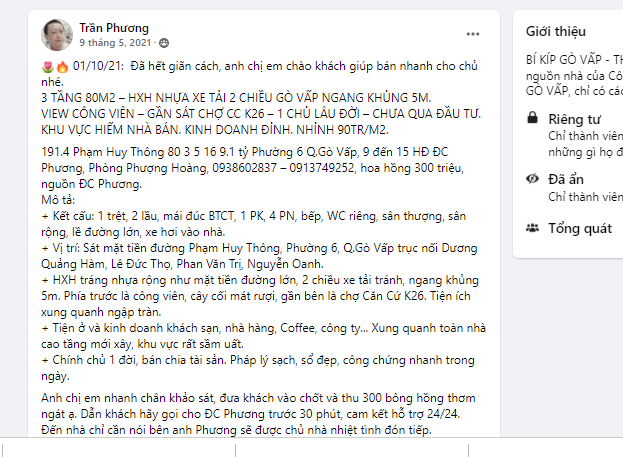 Trần Phương
9 tháng 5, 2021 ·
01/10/21: Đã hết giãn cách, anh chị em chào khách giúp bán nhanh cho chủ
nhé.
3 TẦNG 80M2 – HXH NHỰA XE TẢI 2 CHIỀU GÒ VẤP NGANG KHỦNG 5M.
VIEW CÔNG VIÊN – GẦN SÁT CHỢ CC K26 – 1 CHỦ LÂU ĐỜI – CHƯA QUA ĐẦU TƯ.
KHU VỰC HIẾM NHÀ BÁN. KINH DOANH ĐỈNH. NHỈNH 90TR/M2.
191.4 Phạm Huy Thông 80 3 5 16 9.1 tỷ Phường 6 Q.Gò Vấp, 9 đến 15 HĐ ĐC
Phương, Phòng Phượng Hoàng, 0938602837 – 0913749252, hoa hồng 300 triệu,
nguồn ĐC Phương.
Mô tả:
+ Kết cấu: 1 trệt, 2 lầu, mái đúc BTCT, 1 PK, 4 PN, bếp, WC riêng, sân thượng, sân
rộng, lề đường lớn, xe hơi vào nhà.
+ Vị trí: Sát mặt tiền đường Phạm Huy Thông, Phường 6, Q.Gò Vấp trục nối Dương
Quảng Hàm, Lê Đức Thọ, Phan Văn Trị, Nguyễn Oanh.
+ HXH tráng nhựa rộng như mặt tiền đường lớn, 2 chiều xe tải tránh, ngang khủng
5m. Phía trước là công viên, cây cối mát rượi, gần bên là chợ Căn Cứ K26. Tiện ích
xung quanh ngập tràn.
+ Tiện ở và kinh doanh khách sạn, nhà hàng, Coffee, công ty... Xung quanh toàn nhà
cao tầng mới xây, khu vực rất sầm uất.
+ Chính chủ 1 đời, bán chia tài sản. Pháp lý sạch, sổ đẹp, công chứng nhanh trong
ngày.
Anh chị em nhanh chân khảo sát, đưa khách vào chốt và thu 300 bông hồng thơm
ngát ạ. Dẫn khách hãy gọi cho ĐC Phương trước 30 phút, cam kết hỗ trợ 24/24.
Đến nhà chỉ cần nói bên anh Phương sẽ được chủ nhà nhiệt tình đón tiếp.
Giới thiệu
BÍ KÍP GÒ VẤP - TH
nguồn nhà của Cô
GÒ VẤP, chỉ có các
Riêng tư
Chỉ thành viên
những gì họ đ
Đã ẩn
Chỉ thành viên
Tổng quát